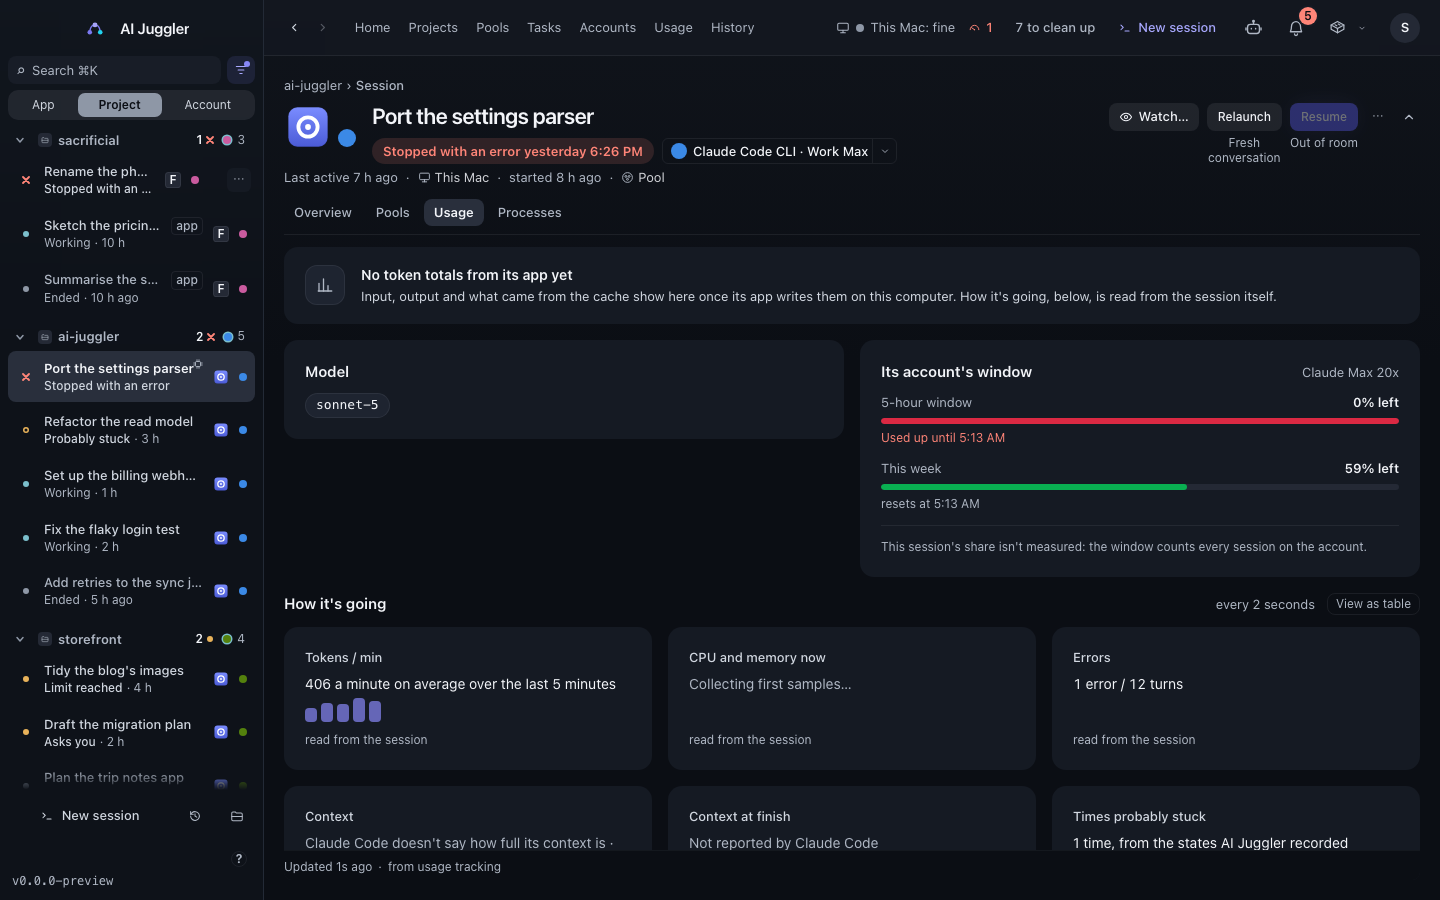 AI Juggler
Search ⌘K
App Project Account
sacrificial 1 3
Rename the ph...
Stopped with an ...
F
Sketch the pricin... app
Working · 10 h
F
Summarise the s... app
Ended · 10 h ago
F
ai-juggler 2 5
Port the settings parser
Stopped with an error
Refactor the read model
Probably stuck · 3 h
Set up the billing webh...
Working · 1 h
Fix the flaky login test
Working · 2 h
Add retries to the sync j...
Ended · 5 h ago
storefront 2 4
Tidy the blog's images
Limit reached · 4 h
Draft the migration plan
Asks you · 2 h
Plan the trip notes app
New session
?
v0.0.0-preview
Home Projects Pools Tasks Accounts Usage History
This Mac: fine 1 7 to clean up New session 5 S
ai-juggler › Session
Port the settings parser
Stopped with an error yesterday 6:26 PM Claude Code CLI · Work Max
Last active 7 h ago · This Mac · started 8 h ago · Pool
Watch... Relaunch Resume ...
Fresh conversation
Out of room
Overview Pools Usage Processes
No token totals from its app yet
Input, output and what came from the cache show here once its app writes them on this computer. How it's going, below, is read from the session itself.
Model
sonnet-5
Its account's window Claude Max 20x
5-hour window 0% left
Used up until 5:13 AM
This week 59% left
resets at 5:13 AM
This session's share isn't measured: the window counts every session on the account.
How it's going every 2 seconds View as table
Tokens / min
406 a minute on average over the last 5 minutes
read from the session
CPU and memory now
Collecting first samples...
read from the session
Errors
1 error / 12 turns
read from the session
Context
Claude Code doesn't say how full its context is ·
Context at finish
Not reported by Claude Code
Times probably stuck
1 time, from the states AI Juggler recorded
Updated 1s ago · from usage tracking